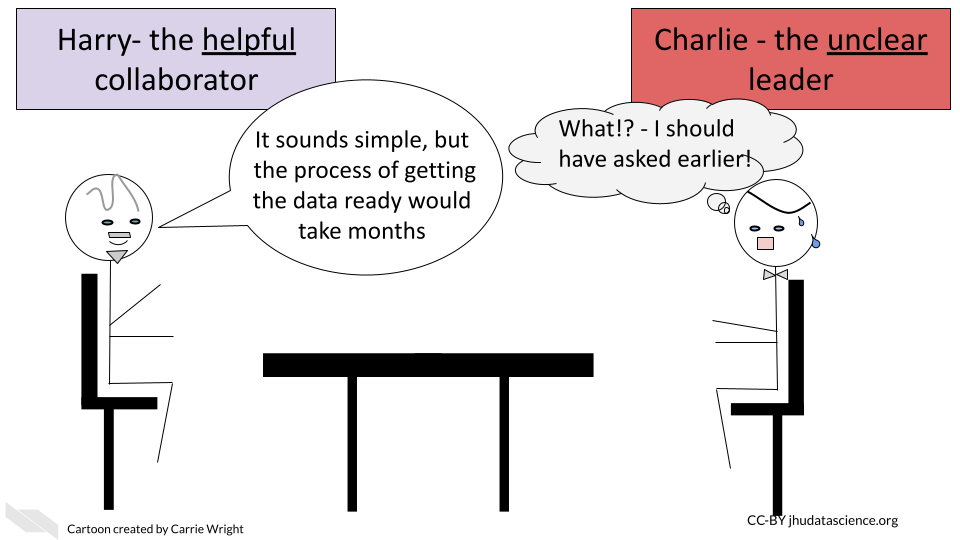 Harry- the helpful
collaborator
Charlie - the unclear
leader
It sounds simple, but
the process of getting
the data ready would
take months
What!? - I should
have asked earlier!
Cartoon created by Carrie Wright
CC-BY jhudatascience.org